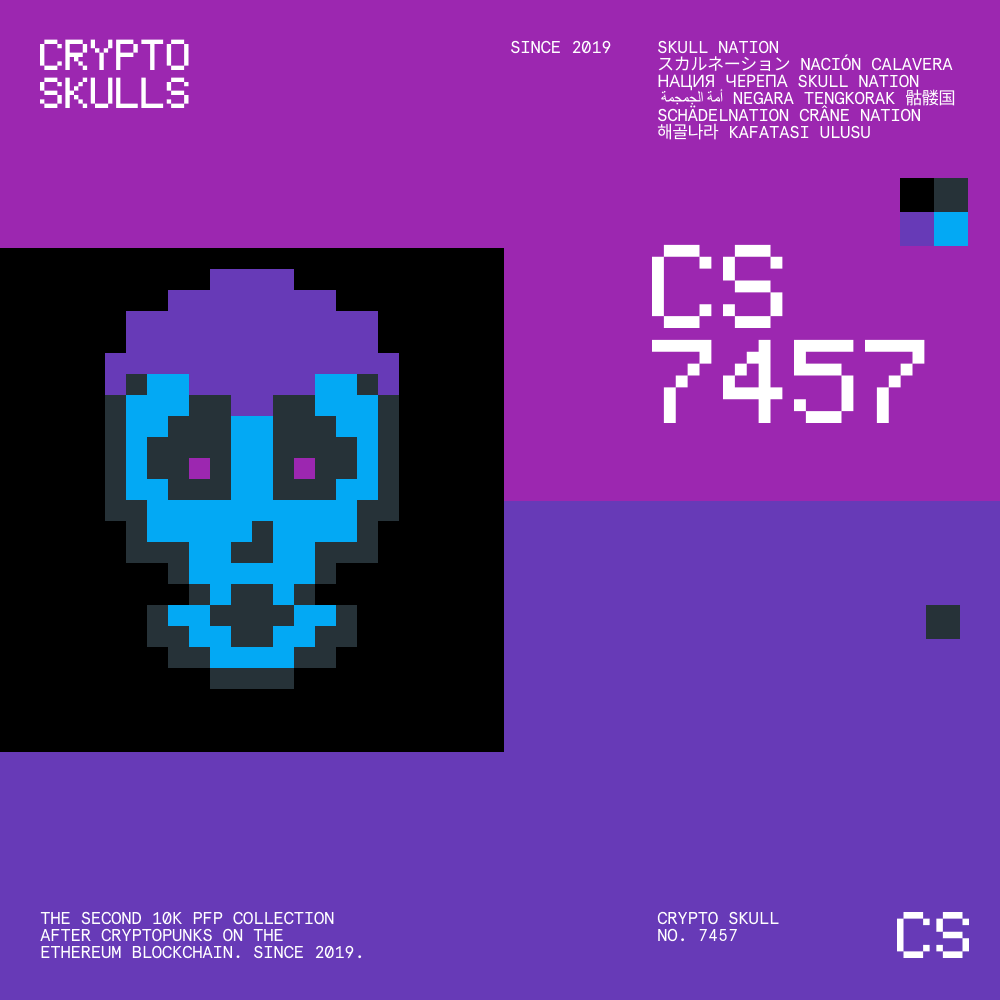 CRYPTO
SKULLS
SINCE 2019
SKULL NATION
スカルネーション NACIÓN CALAVERA
НАЦИЯ ЧЕРЕПА SKULL NATION
أمة الجمجمة NEGARA TENGKORAK 骷髅国
SCHÄDELNATION CRÂNE NATION
해골나라 KAFATASI ULUSU
CS
7457
THE SECOND 10K PFP COLLECTION
AFTER CRYPTOPUNKS ON THE
ETHEREUM BLOCKCHAIN. SINCE 2019.
CRYPTO SKULL
NO. 7457
CS